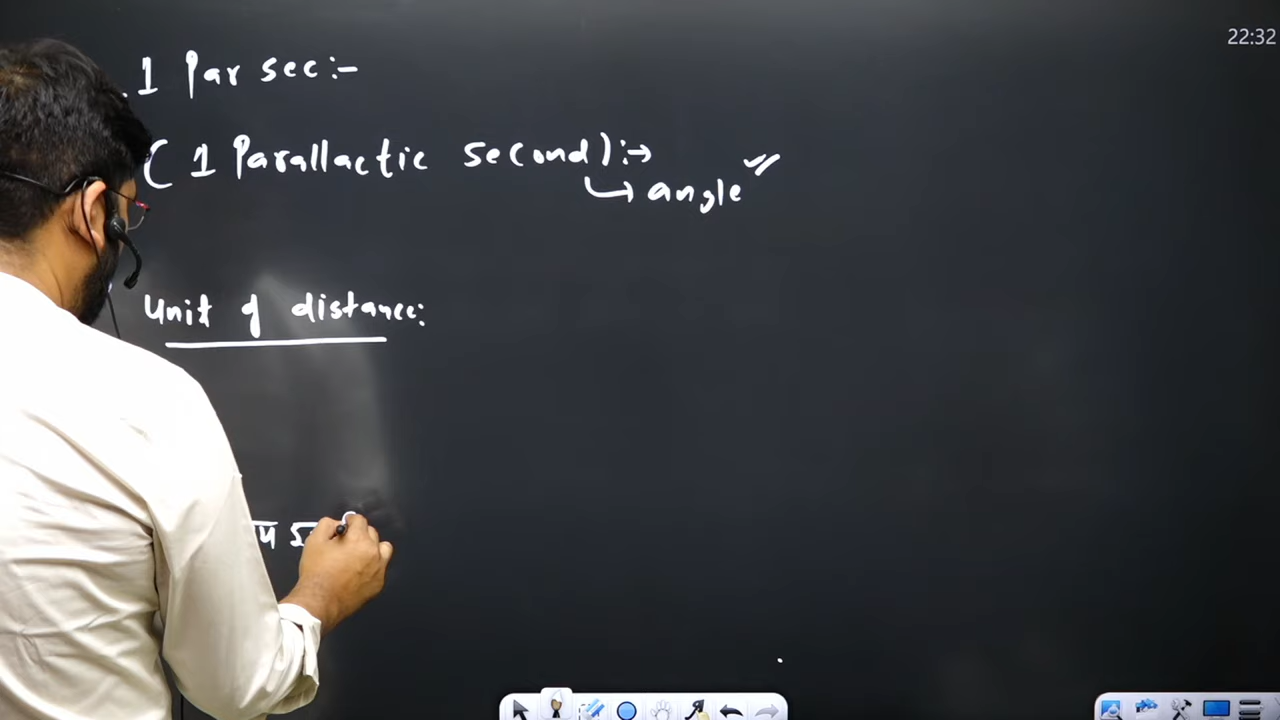 22:32
. 1 Par sec :-
( 1 Parallactic second ) :→
↳ angle
Unit of distance: